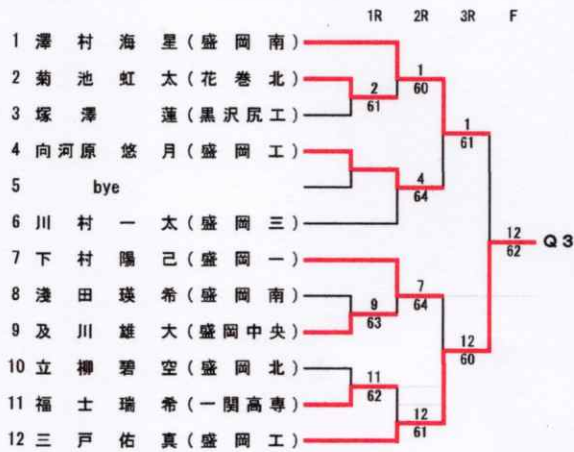 1R 2R 3R F
1 澤村海星(盛岡南)
2 菊池虹太(花巻北)
3 塚澤蓮(黒沢尻工)
4 向河原悠月(盛岡工)
5 bye
6 川村一太(盛岡三)
7 下村陽己(盛岡一)
8 淺田瑛希(盛岡南)
9 及川雄大(盛岡中央)
10 立柳碧空(盛岡北)
11 福士瑞希(一関高専)
12 三戸佑真(盛岡工)
2
61
9
63
11
62
1
60
4
64
7
64
12
61
1
61
12
60
12
62
Q3